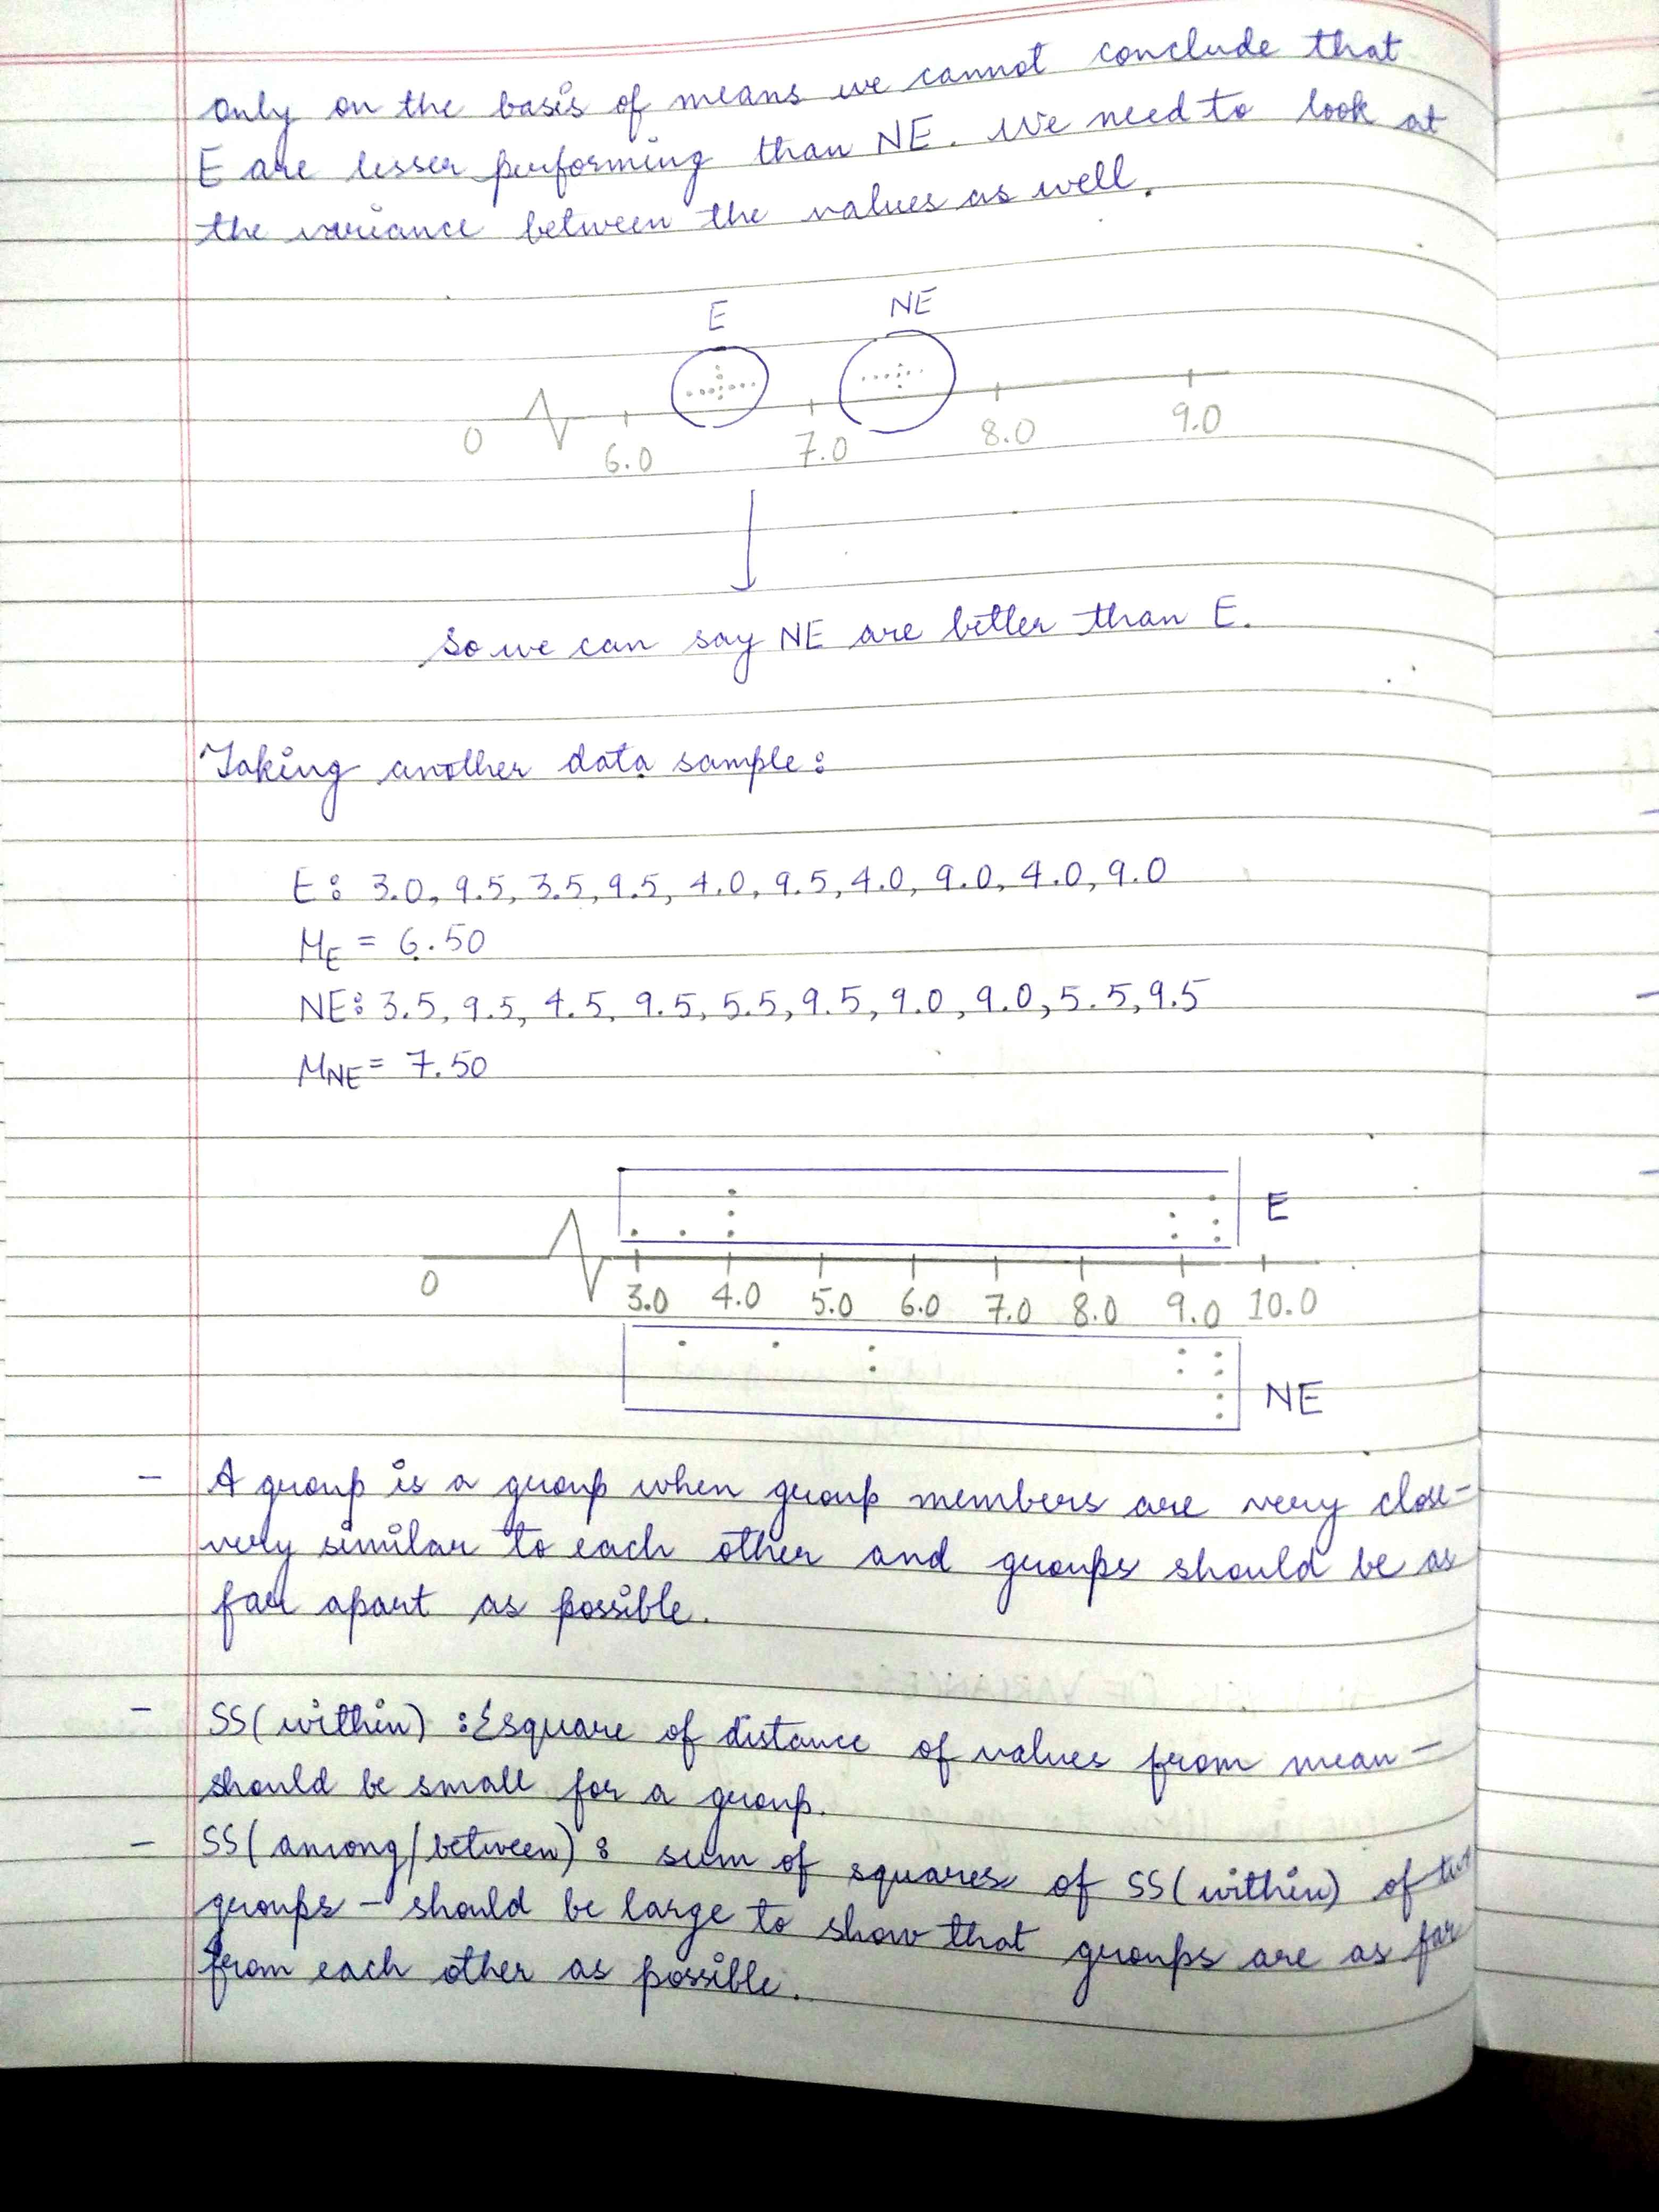 only on the basis of means we cannot conclude that
E are lesser performing than NE. We need to look at
the variance between the values as well.
E NE
0 6.0 7.0 8.0 9.0
So we can say NE are better than E.
Taking another data sample:
E: 3.0, 9.5, 3.5, 9.5, 4.0, 9.5, 4.0, 9.0, 4.0, 9.0
ME = 6.50
NE: 3.5, 9.5, 4.5, 9.5, 5.5, 9.5, 9.0, 9.0, 5.5, 9.5
MNE = 7.50
E
0 3.0 4.0 5.0 6.0 7.0 8.0 9.0 10.0
NE
- A group is a group when group members are very close-
very similar to each other and groups should be as
far apart as possible.
- SS(within) : Σsquare of distance of values from mean -
should be small for a group.
- SS(among/between) : sum of squares of SS(within) of two
groups - should be large to show that groups are as far
from each other as possible.